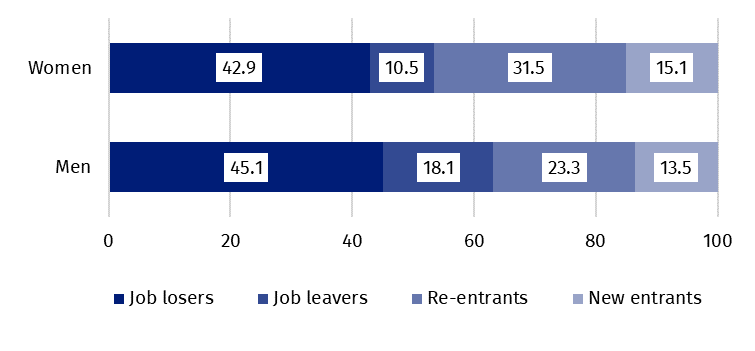 Women 42.9 10.5 31.5 15.1
Men 45.1 18.1 23.3 13.5
0 20 40 60 80 100
Job losers Job leavers Re-entrants New entrants